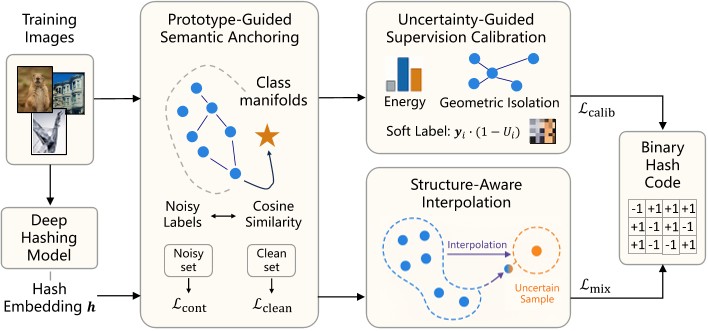 Training
Images
Deep
Hashing
Model
Hash
Embedding h
Prototype-Guided
Semantic Anchoring
Class
manifolds
Noisy
Labels
Cosine
Similarity
Noisy
set
Clean
set
ℒcont
ℒclean
Uncertainty-Guided
Supervision Calibration
Energy
Geometric Isolation
Soft Label: yᵢ · (1 − Uᵢ)
Structure-Aware
Interpolation
Interpolation
Uncertain
Sample
ℒcalib
ℒmix
Binary
Hash
Code
-1 +1 +1 +1
+1 -1 +1 -1
+1 -1 -1 +1